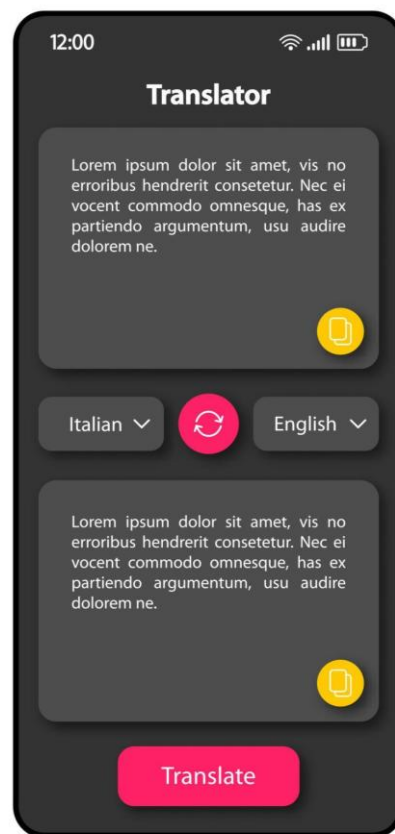 12:00
Translator
Lorem ipsum dolor sit amet, vis no
erroribus hendrerit consetetur. Nec ei
vocent commodo omnesque, has ex
partiendo argumentum, usu audire
dolorem ne.
Italian
English
Lorem ipsum dolor sit amet, vis no
erroribus hendrerit consetetur. Nec ei
vocent commodo omnesque, has ex
partiendo argumentum, usu audire
dolorem ne.
Translate